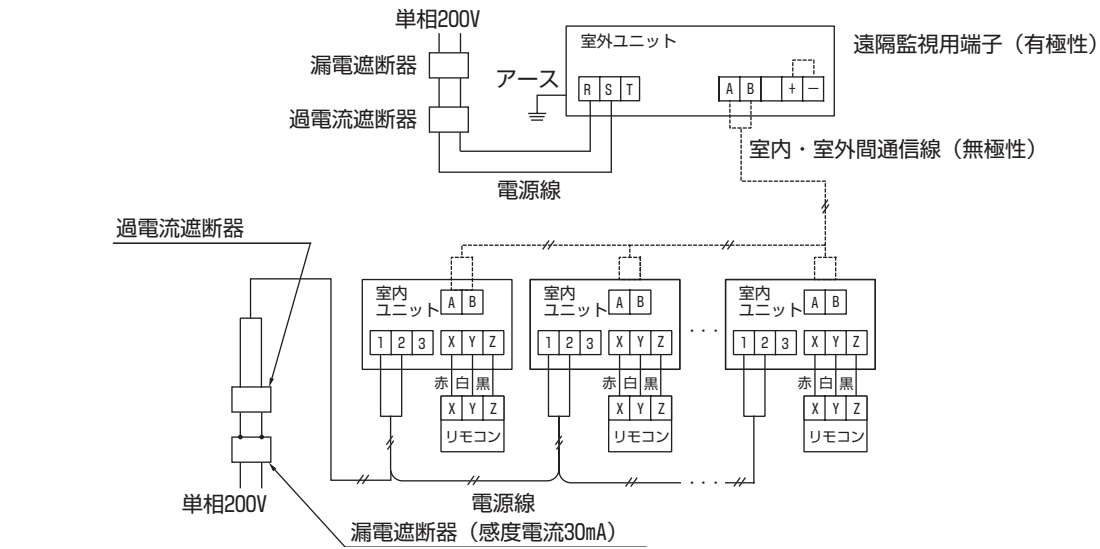 単相200V
漏電遮断器
過電流遮断器
アース
室外ユニット
R S T
A B + −
遠隔監視用端子（有極性）
室内・室外間通信線（無極性）
電源線
過電流遮断器
室内
ユニット
A B
1 2 3
X Y Z
赤 白 黒
X Y Z
リモコン
室内
ユニット
A B
1 2 3
X Y Z
赤 白 黒
X Y Z
リモコン
室内
ユニット
A B
1 2 3
X Y Z
赤 白 黒
X Y Z
リモコン
単相200V
電源線
漏電遮断器（感度電流30mA）